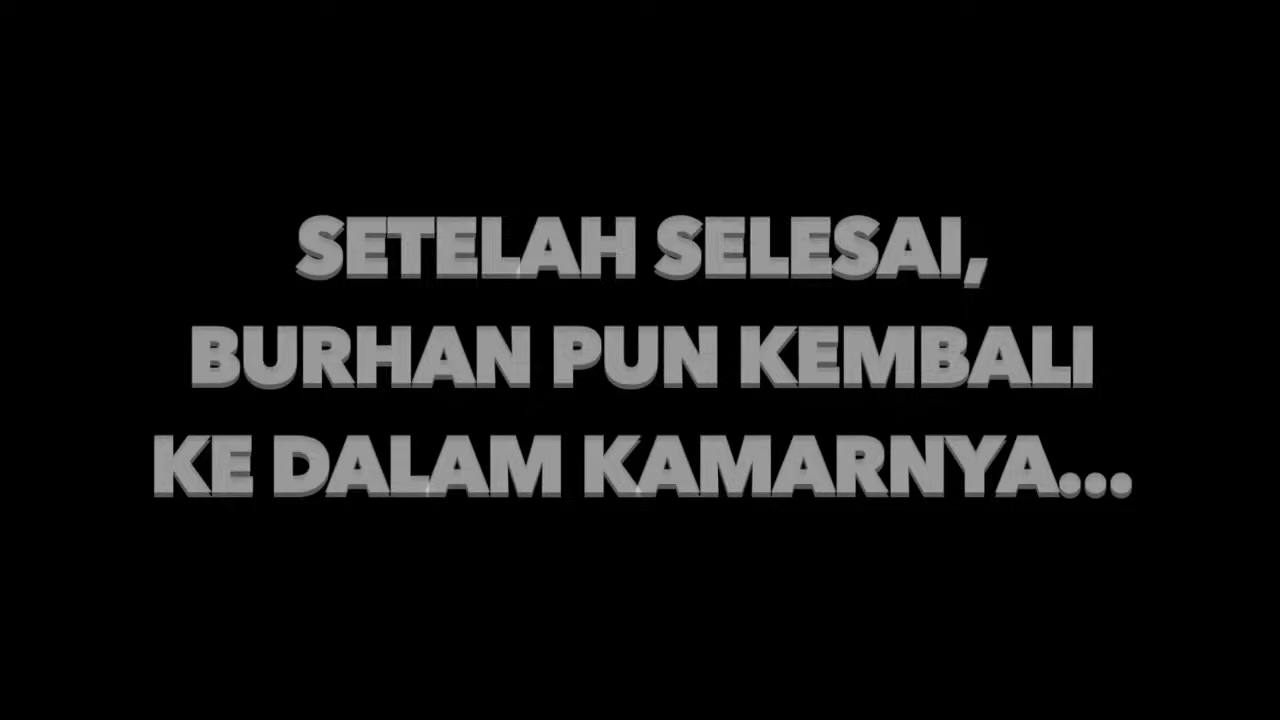 SETELAH SELESAI,
BURHAN PUN KEMBALI
KE DALAM KAMARNYA...